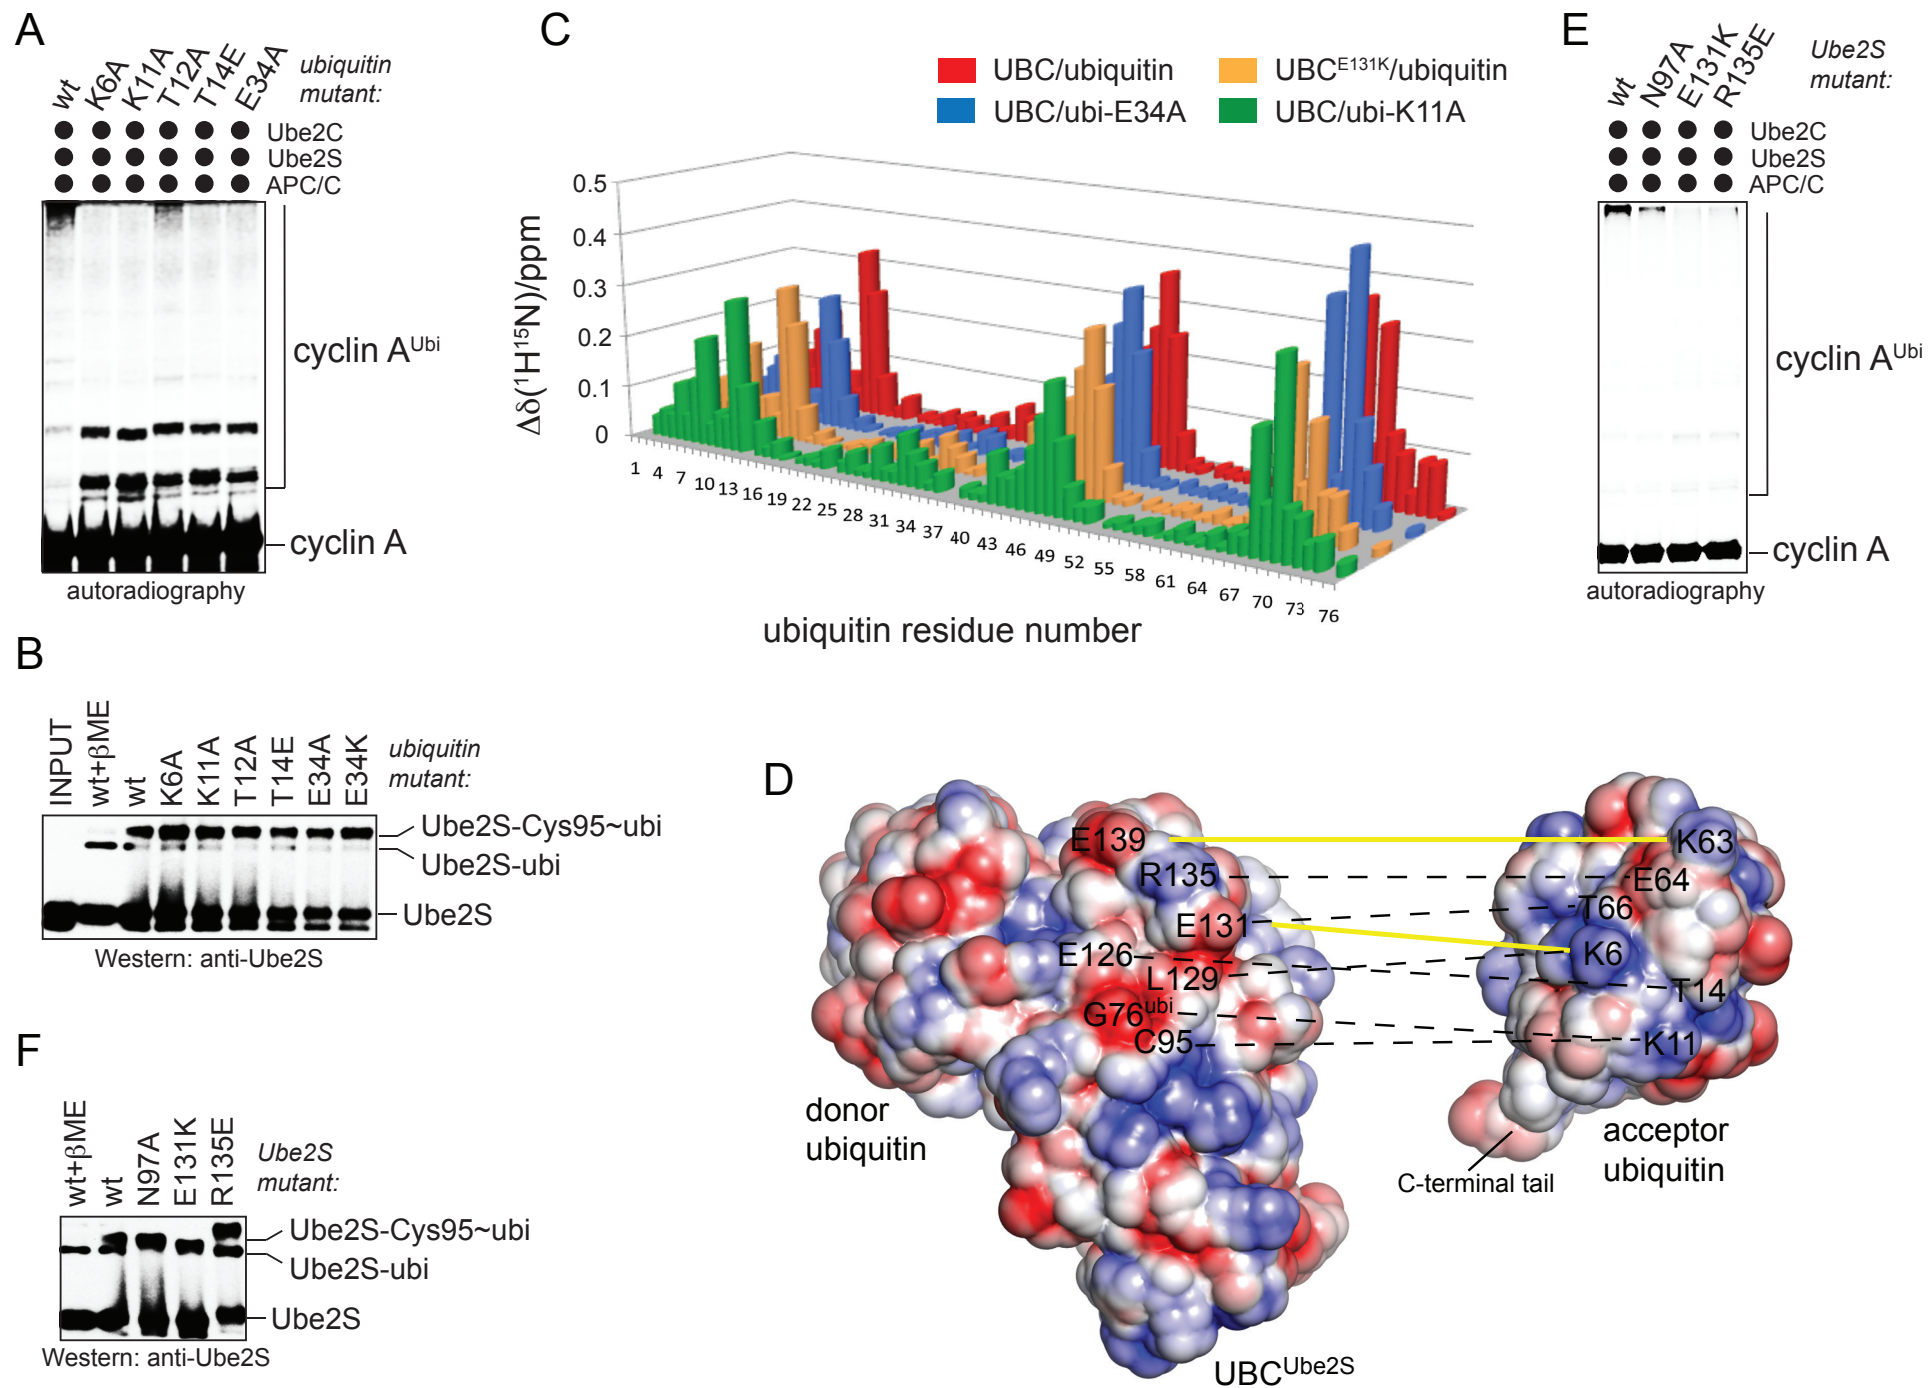 A
wt
K6A
K11A
T12A
T14E
E34A
ubiquitin
mutant:
Ube2C
Ube2S
APC/C
cyclin A^Ubi
cyclin A
autoradiography
B
INPUT
wt+βME
wt
K6A
K11A
T12A
T14E
E34A
E34K
ubiquitin
mutant:
Ube2S-Cys95~ubi
Ube2S-ubi
Ube2S
Western: anti-Ube2S
C
UBC/ubiquitin
UBC^E131K/ubiquitin
UBC/ubi-E34A
UBC/ubi-K11A
Δδ(¹H¹⁵N)/ppm
0.5
0.4
0.3
0.2
0.1
0
1 4 7 10 13 16 19 22 25 28 31 34 37 40 43 46 49 52 55 58 61 64 67 70 73 76
ubiquitin residue number
D
E139
R135
E131
E126
L129
G76^ubi
C95
K63
E64
T66
K6
T14
K11
donor
ubiquitin
acceptor
ubiquitin
C-terminal tail
UBC^Ube2S
E
wt
N97A
E131K
R135E
Ube2S
mutant:
Ube2C
Ube2S
APC/C
cyclin A^Ubi
cyclin A
autoradiography
F
wt+βME
wt
N97A
E131K
R135E
Ube2S
mutant:
Ube2S-Cys95~ubi
Ube2S-ubi
Ube2S
Western: anti-Ube2S